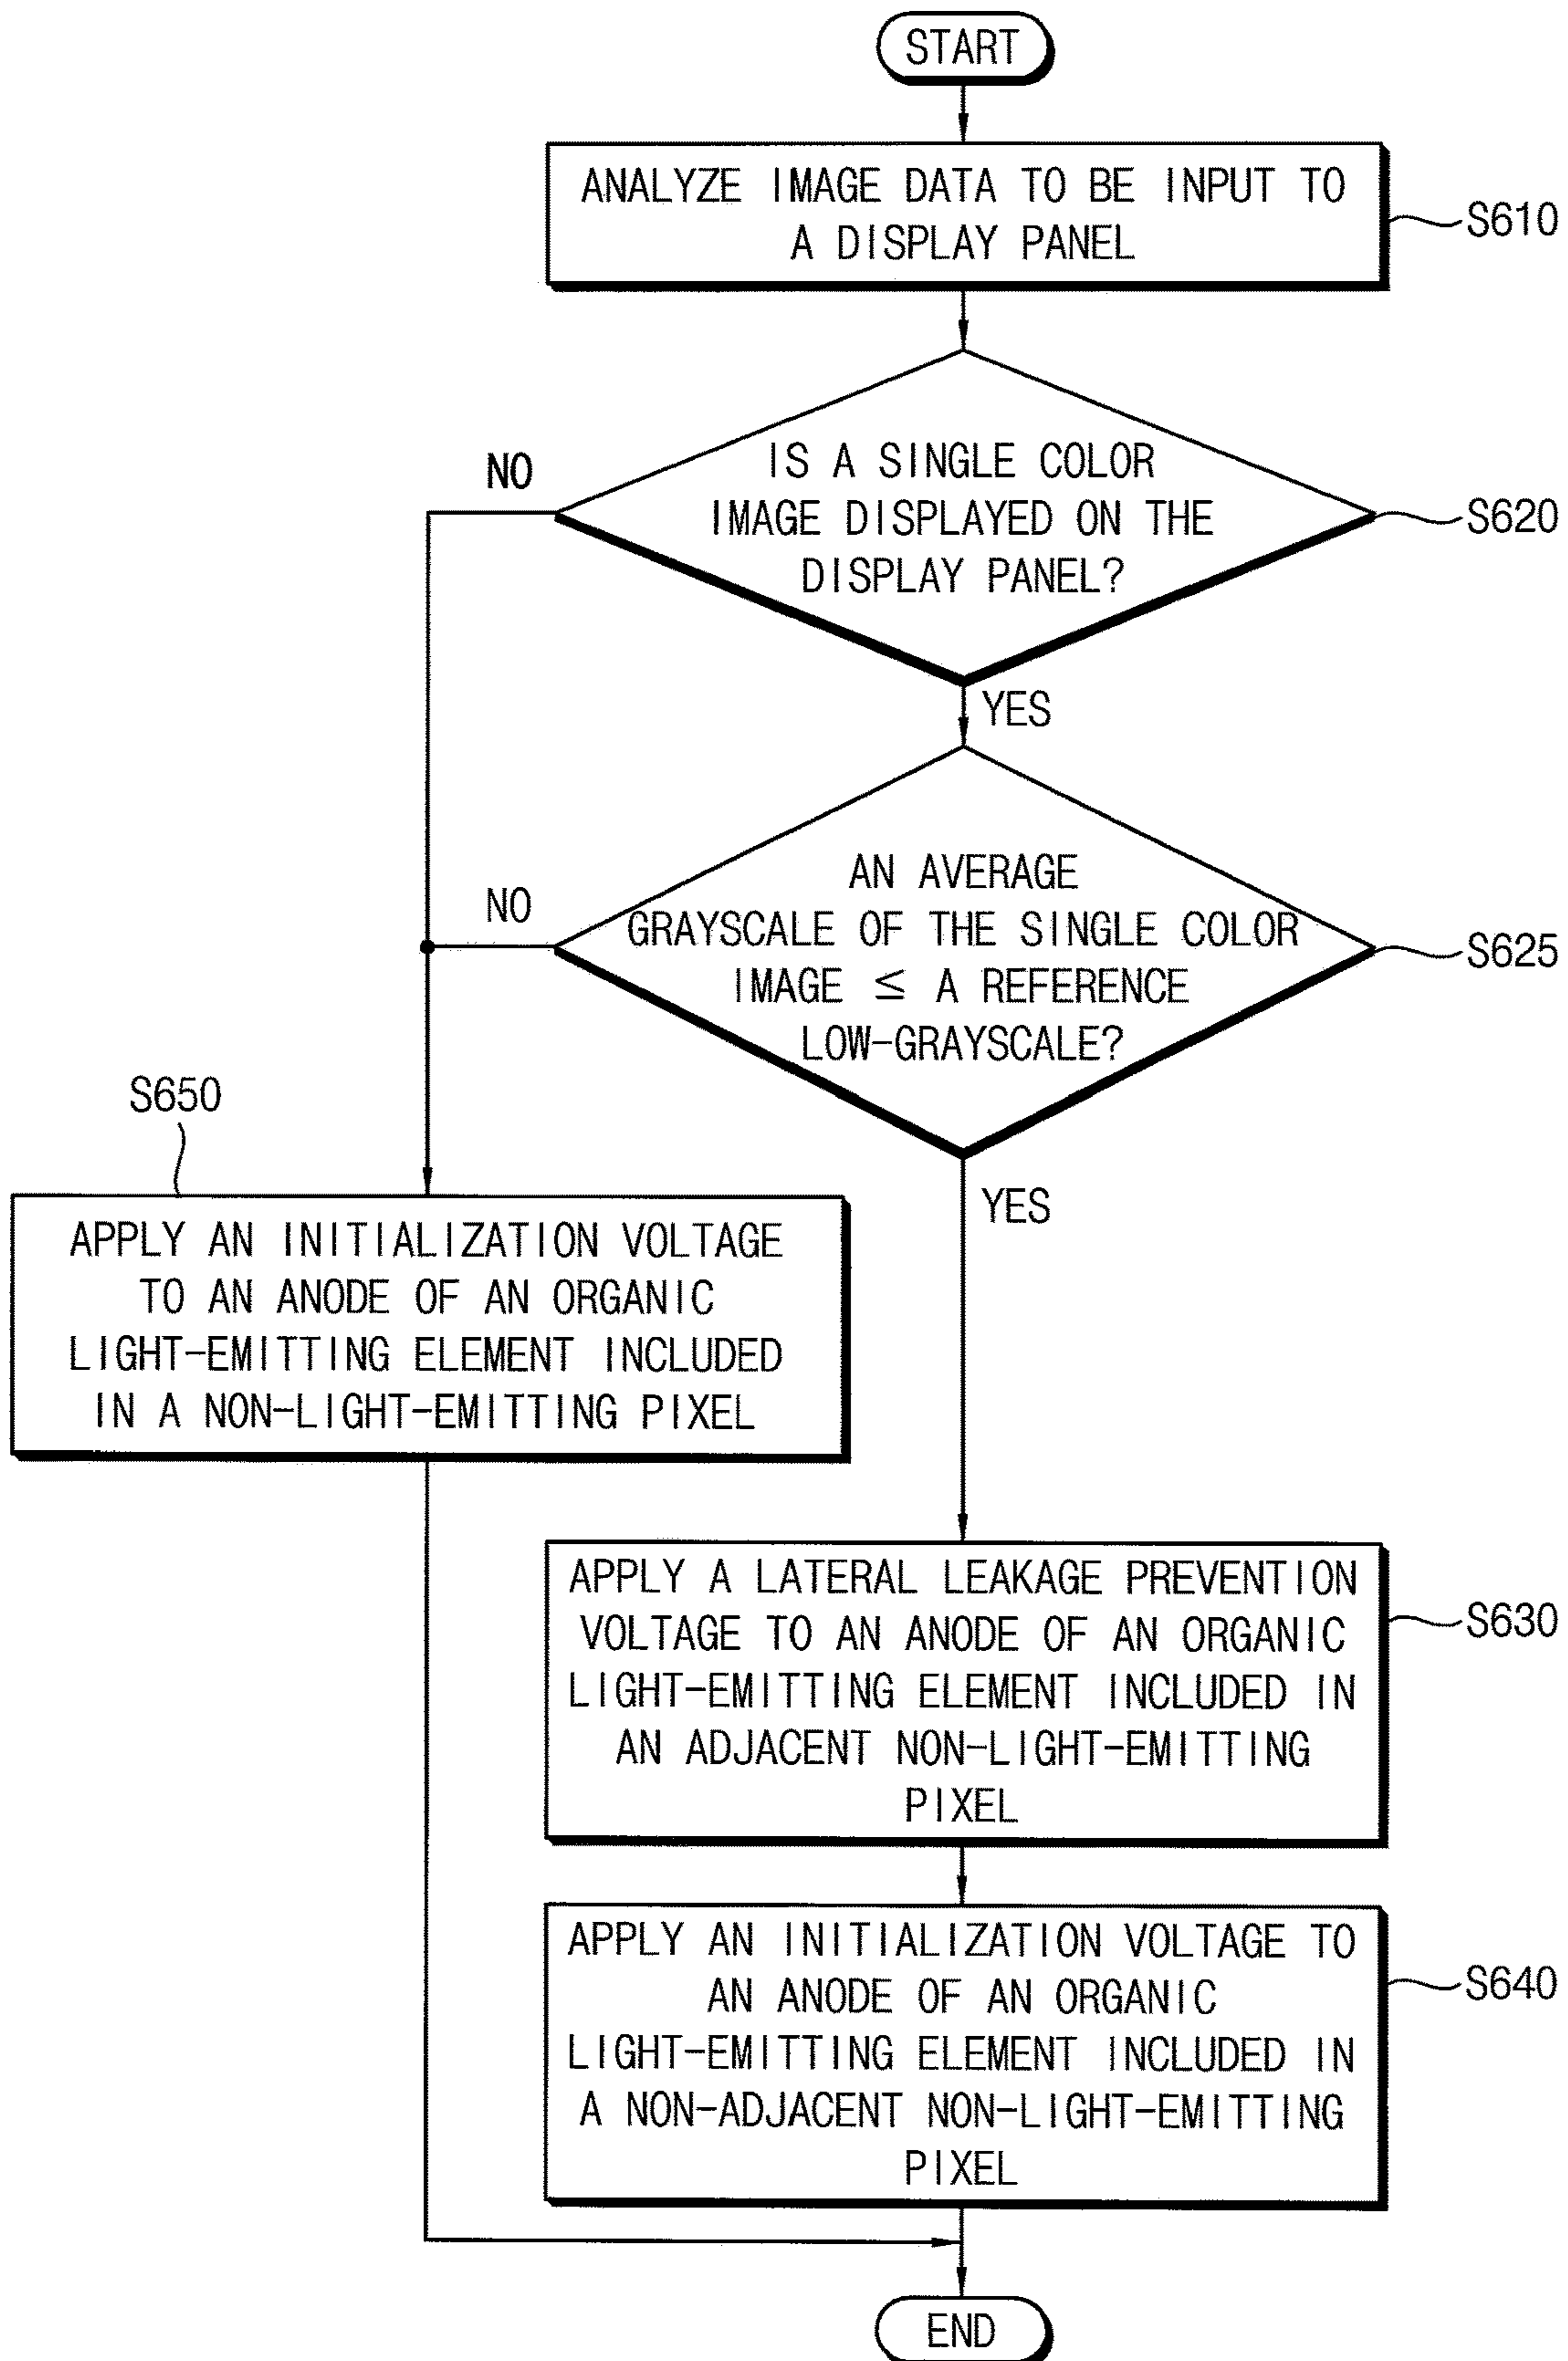 START
ANALYZE IMAGE DATA TO BE INPUT TO
A DISPLAY PANEL
S610
NO
IS A SINGLE COLOR
IMAGE DISPLAYED ON THE
DISPLAY PANEL?
S620
YES
NO
AN AVERAGE
GRAYSCALE OF THE SINGLE COLOR
IMAGE ≤ A REFERENCE
LOW-GRAYSCALE?
S625
YES
S650
APPLY AN INITIALIZATION VOLTAGE
TO AN ANODE OF AN ORGANIC
LIGHT-EMITTING ELEMENT INCLUDED
IN A NON-LIGHT-EMITTING PIXEL
APPLY A LATERAL LEAKAGE PREVENTION
VOLTAGE TO AN ANODE OF AN ORGANIC
LIGHT-EMITTING ELEMENT INCLUDED IN
AN ADJACENT NON-LIGHT-EMITTING
PIXEL
S630
APPLY AN INITIALIZATION VOLTAGE TO
AN ANODE OF AN ORGANIC
LIGHT-EMITTING ELEMENT INCLUDED IN
A NON-ADJACENT NON-LIGHT-EMITTING
PIXEL
S640
END